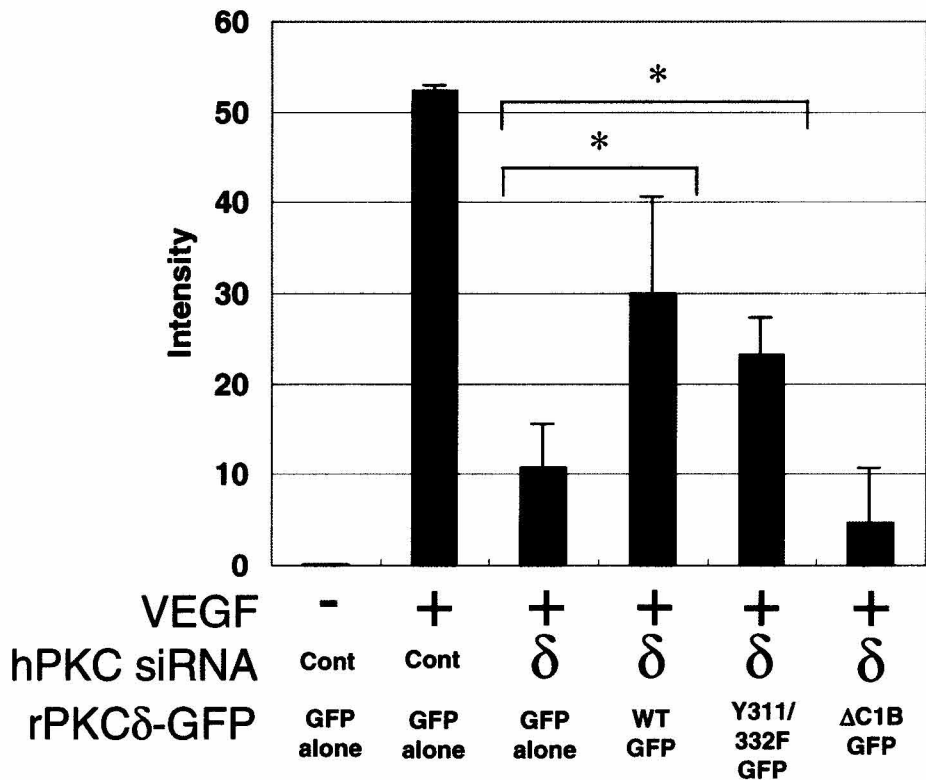 60
50
40
30
20
10
0
Intensity
*
*
VEGF - + + + + +
hPKC siRNA Cont Cont δ δ δ δ
rPKCδ-GFP GFP alone GFP alone GFP alone WT GFP Y311/332F GFP ΔC1B GFP